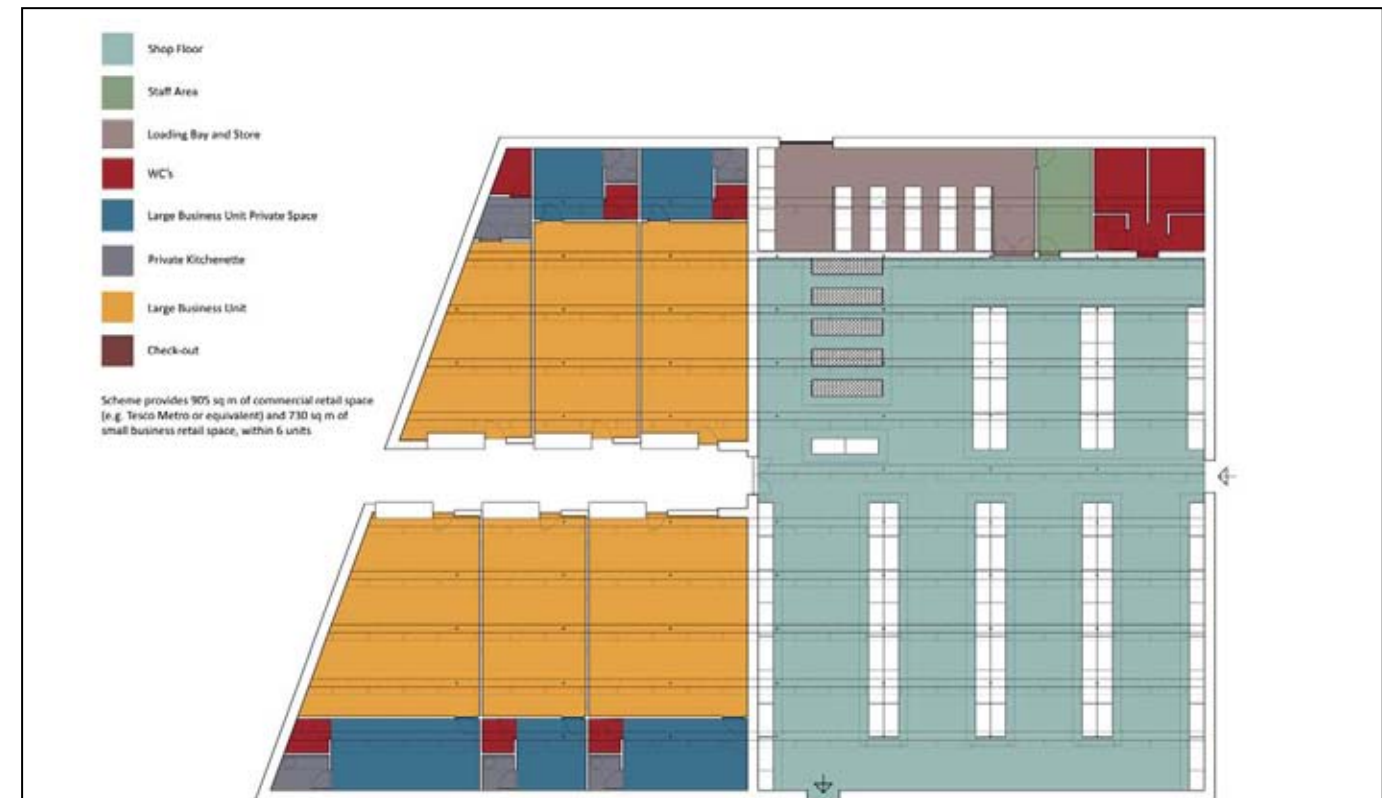 Shop Floor
Staff Area
Loading Bay and Store
WC's
Large Business Unit Private Space
Private Kitchenette
Large Business Unit
Check-out
Scheme provides 905 sq m of commercial retail space
(e.g. Tesco Metro or equivalent) and 730 sq m of
small business retail space, within 6 units